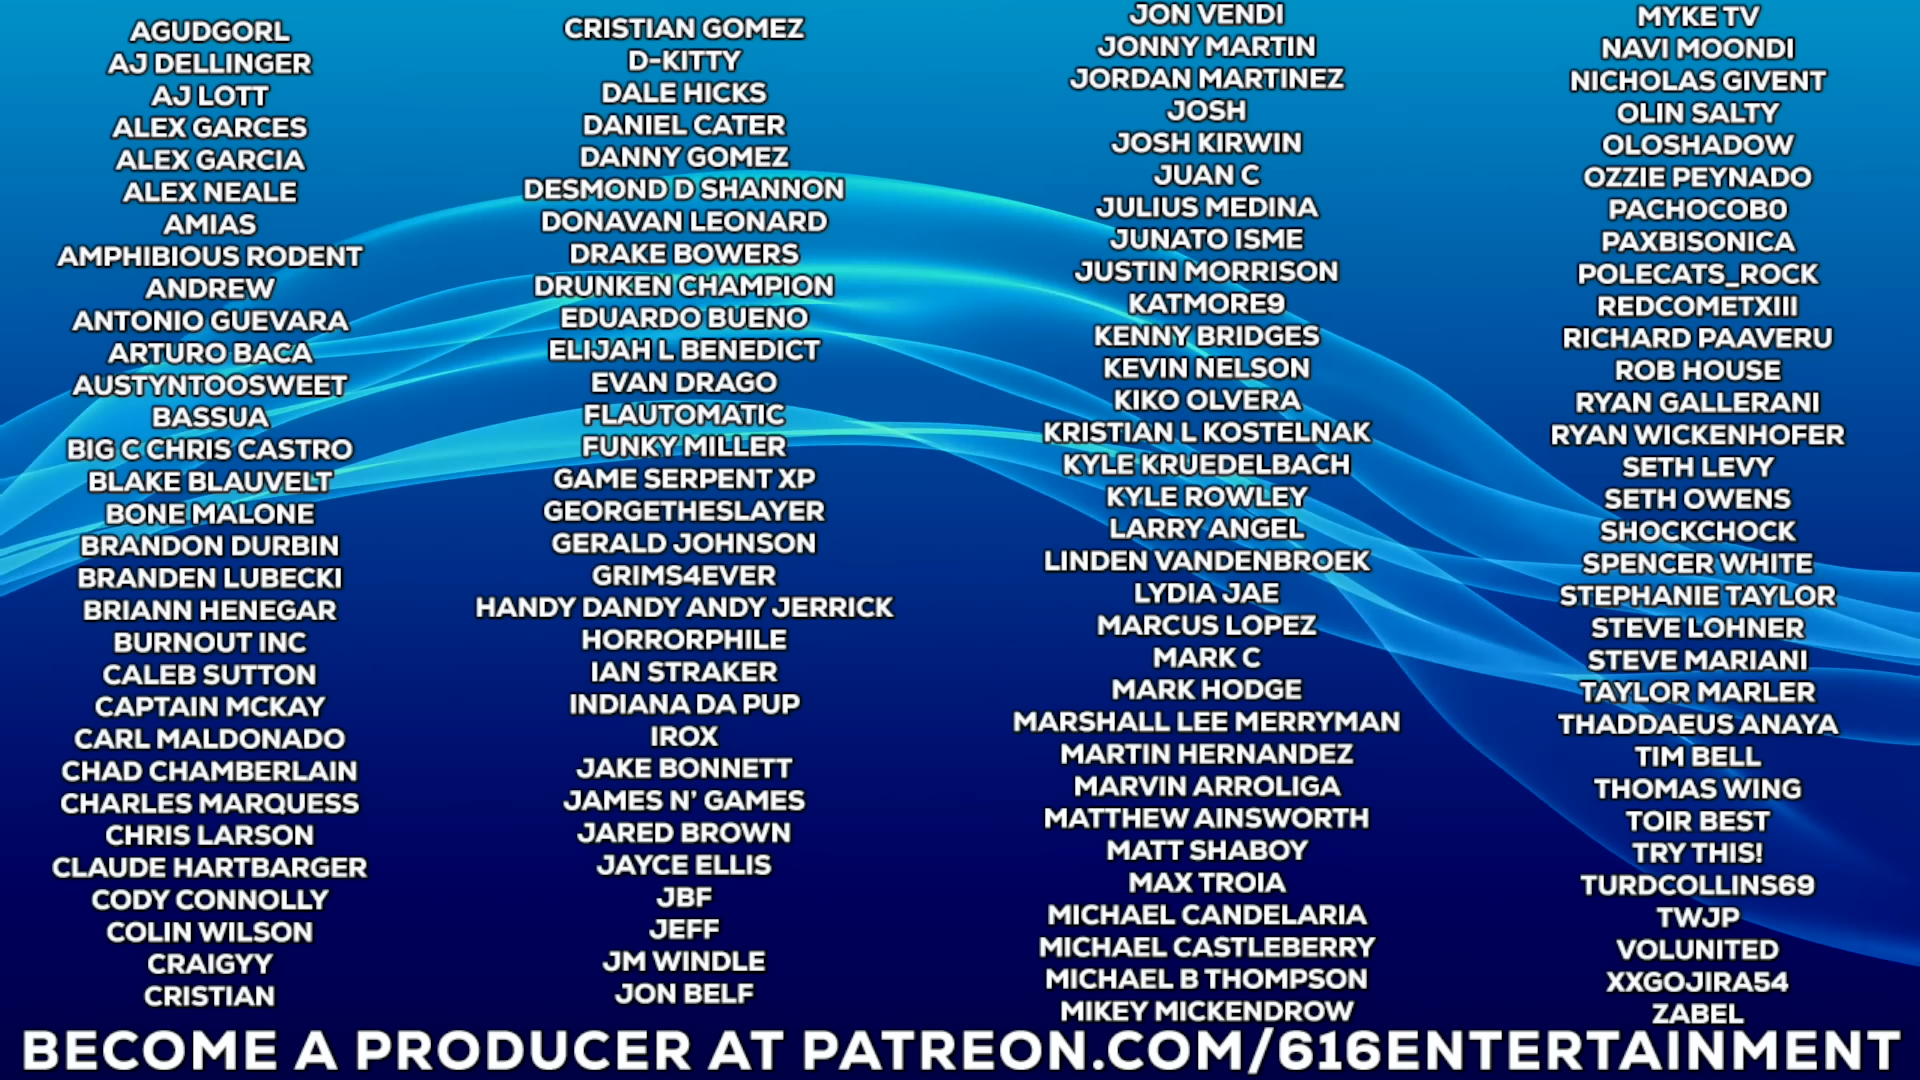 AGUDGORL
AJ DELLINGER
AJ LOTT
ALEX GARCES
ALEX GARCIA
ALEX NEALE
AMIAS
AMPHIBIOUS RODENT
ANDREW
ANTONIO GUEVARA
ARTURO BACA
AUSTYNTOOSWEET
BASSUA
BIG C CHRIS CASTRO
BLAKE BLAUVELT
BONE MALONE
BRANDON DURBIN
BRANDEN LUBECKI
BRIANN HENEGAR
BURNOUT INC
CALEB SUTTON
CAPTAIN MCKAY
CARL MALDONADO
CHAD CHAMBERLAIN
CHARLES MARQUESS
CHRIS LARSON
CLAUDE HARTBARGER
CODY CONNOLLY
COLIN WILSON
CRAIGYY
CRISTIAN
CRISTIAN GOMEZ
D-KITTY
DALE HICKS
DANIEL CATER
DANNY GOMEZ
DESMOND D SHANNON
DONAVAN LEONARD
DRAKE BOWERS
DRUNKEN CHAMPION
EDUARDO BUENO
ELIJAH L BENEDICT
EVAN DRAGO
FLAUTOMATIC
FUNKY MILLER
GAME SERPENT XP
GEORGETHESLAYER
GERALD JOHNSON
GRIMS4EVER
HANDY DANDY ANDY JERRICK
HORRORPHILE
IAN STRAKER
INDIANA DA PUP
IROX
JAKE BONNETT
JAMES N' GAMES
JARED BROWN
JAYCE ELLIS
JBF
JEFF
JM WINDLE
JON BELF
JON VENDI
JONNY MARTIN
JORDAN MARTINEZ
JOSH
JOSH KIRWIN
JUAN C
JULIUS MEDINA
JUNATO ISME
JUSTIN MORRISON
KATMORE9
KENNY BRIDGES
KEVIN NELSON
KIKO OLVERA
KRISTIAN L KOSTELNAK
KYLE KRUEDELBACH
KYLE ROWLEY
LARRY ANGEL
LINDEN VANDENBROEK
LYDIA JAE
MARCUS LOPEZ
MARK C
MARK HODGE
MARSHALL LEE MERRYMAN
MARTIN HERNANDEZ
MARVIN ARROLIGA
MATTHEW AINSWORTH
MATT SHABOY
MAX TROIA
MICHAEL CANDELARIA
MICHAEL CASTLEBERRY
MICHAEL B THOMPSON
MIKEY MICKENDROW
MYKE TV
NAVI MOONDI
NICHOLAS GIVENT
OLIN SALTY
OLOSHADOW
OZZIE PEYNADO
PACHOCOB0
PAXBISONICA
POLECATS_ROCK
REDCOMETXIII
RICHARD PAAVERU
ROB HOUSE
RYAN GALLERANI
RYAN WICKENHOFER
SETH LEVY
SETH OWENS
SHOCKCHOCK
SPENCER WHITE
STEPHANIE TAYLOR
STEVE LOHNER
STEVE MARIANI
TAYLOR MARLER
THADDAEUS ANAYA
TIM BELL
THOMAS WING
TOIR BEST
TRY THIS!
TURDCOLLINS69
TWJP
VOLUNITED
XXGOJIRA54
ZABEL
BECOME A PRODUCER AT PATREON.COM/616ENTERTAINMENT